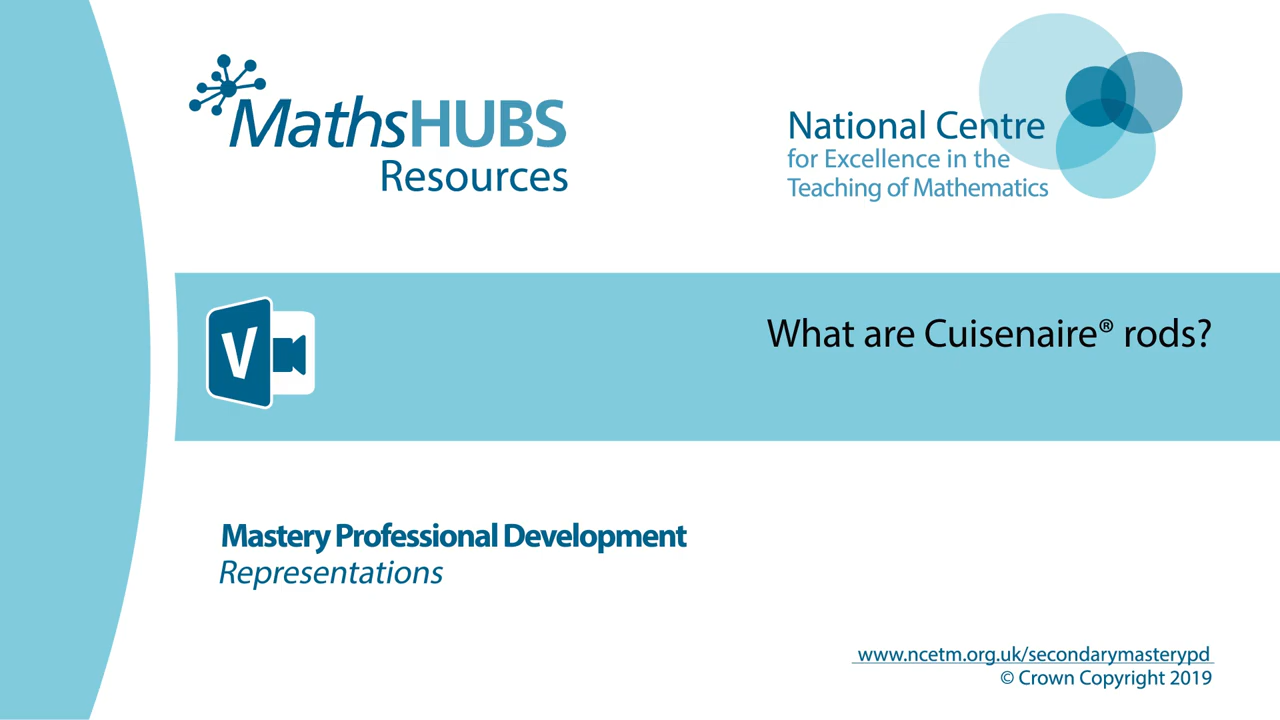 MathsHUBS
Resources
National Centre
for Excellence in the
Teaching of Mathematics
V
What are Cuisenaire® rods?
Mastery Professional Development
Representations
www.ncetm.org.uk/secondarymasterypd
© Crown Copyright 2019